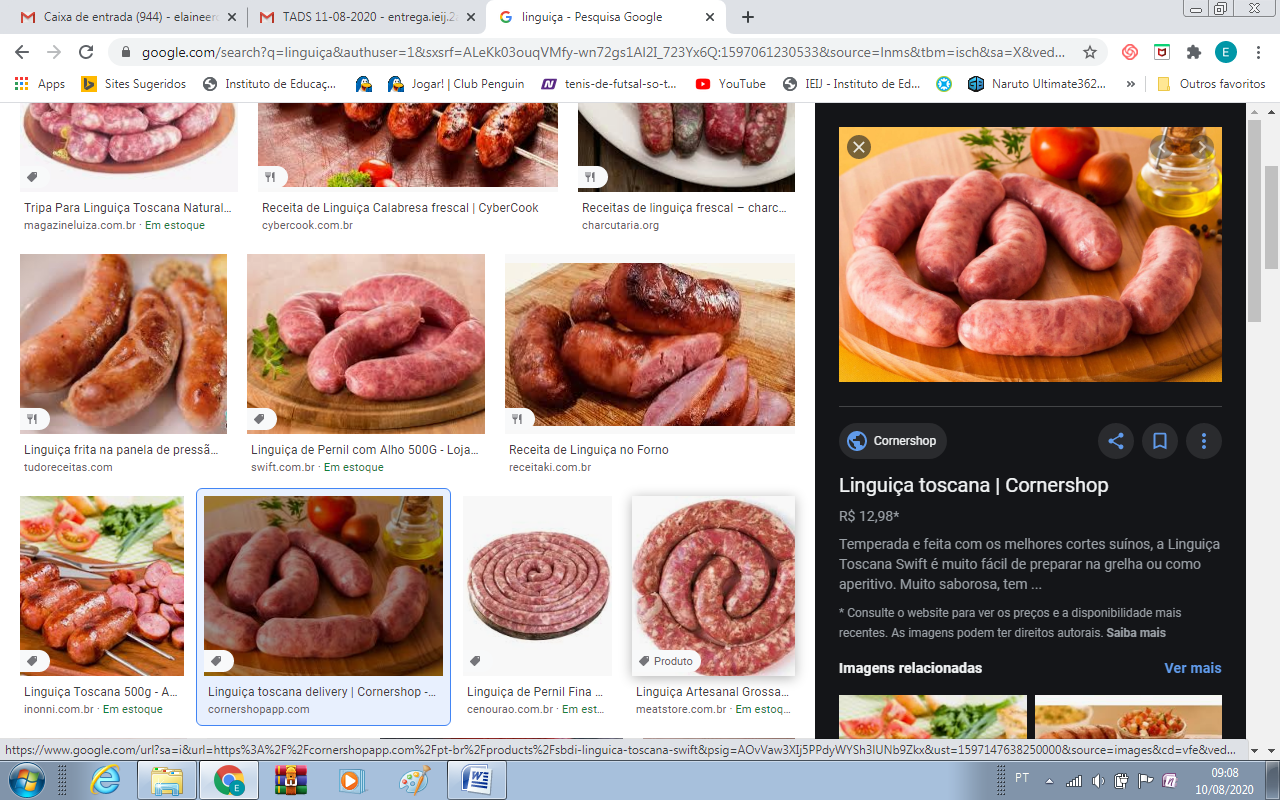 Caixa de entrada (944) - elaineer
TADS 11-08-2020 - entrega.ieij.2
linguiça - Pesquisa Google
google.com/search?q=linguiça&authuser=1&sxsrf=ALeKk03ouqVMfy-wn72gs1Al2I_723Yx6Q:1597061230533&source=lnms&tbm=isch&sa=X&ved...
E
Apps
Sites Sugeridos
Instituto de Educaç...
Jogar! | Club Penguin
tenis-de-futsal-so-t...
YouTube
IEIJ - Instituto de Ed...
Naruto Ultimate362...
»
Outros favoritos
Tripa Para Linguiça Toscana Natural...
magazineluiza.com.br · Em estoque
Receita de Linguiça Calabresa frescal | CyberCook
cybercook.com.br
Receitas de linguiça frescal – charc...
charcutaria.org
Linguiça frita na panela de pressã...
tudoreceitas.com
Linguiça de Pernil com Alho 500G - Loja...
swift.com.br · Em estoque
Receita de Linguiça no Forno
receitaki.com.br
Produto
Linguiça Toscana 500g - A...
inonni.com.br · Em estoque
Linguiça toscana delivery | Cornershop -...
cornershopapp.com
Linguiça de Pernil Fina ...
cenourao.com.br · Em est...
Linguiça Artesanal Grossa...
meatstore.com.br · Em estoq...
Cornershop
Linguiça toscana | Cornershop
R$ 12,98*
Temperada e feita com os melhores cortes suínos, a Linguiça
Toscana Swift é muito fácil de preparar na grelha ou como
aperitivo. Muito saborosa, tem ...
* Consulte o website para ver os preços e a disponibilidade mais
recentes. As imagens podem ter direitos autorais. Saiba mais
Imagens relacionadas
Ver mais
https://www.google.com/url?sa=i&url=https%3A%2F%2Fcornershopapp.com%2Fpt-br%2Fproducts%2Fsbdi-linguica-toscana-swift&psig=AOvVaw3XIj5PPdyWYSh3IUNb9Zkx&ust=1597147638250000&source=images&cd=vfe&ved...
PT
09:08
10/08/2020